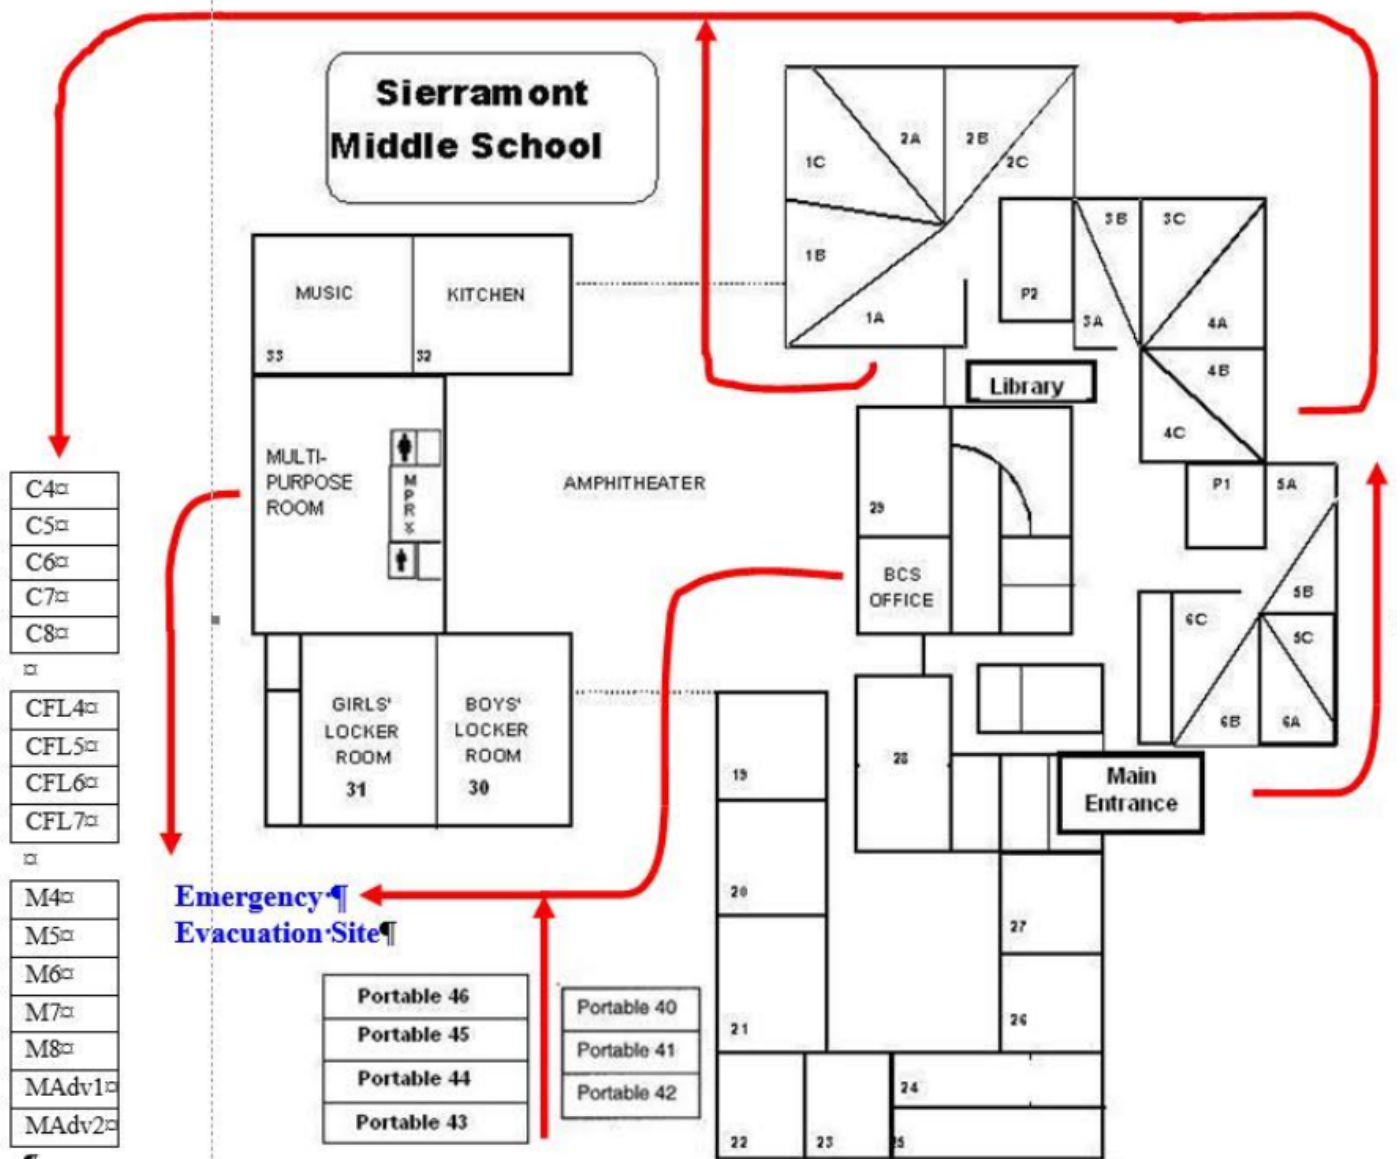 Sierramont
Middle School
1C
2A
2B
2C
1B
1A
P2
3B
3C
3A
4A
4B
4C
Library
MUSIC
33
KITCHEN
32
MULTI-
PURPOSE
ROOM
M
P
R
X
AMPHITHEATER
29
BCS
OFFICE
P1
5A
5B
5C
6C
6B
6A
C4¤
C5¤
C6¤
C7¤
C8¤
¤
CFL4¤
CFL5¤
CFL6¤
CFL7¤
¤
M4¤
M5¤
M6¤
M7¤
M8¤
MAdv1¤
MAdv2¤
¶
GIRLS'
LOCKER
ROOM
31
BOYS'
LOCKER
ROOM
30
19
28
Main
Entrance
20
27
21
26
24
22
23
25
Emergency·¶
Evacuation·Site¶
Portable 46
Portable 45
Portable 44
Portable 43
Portable 40
Portable 41
Portable 42